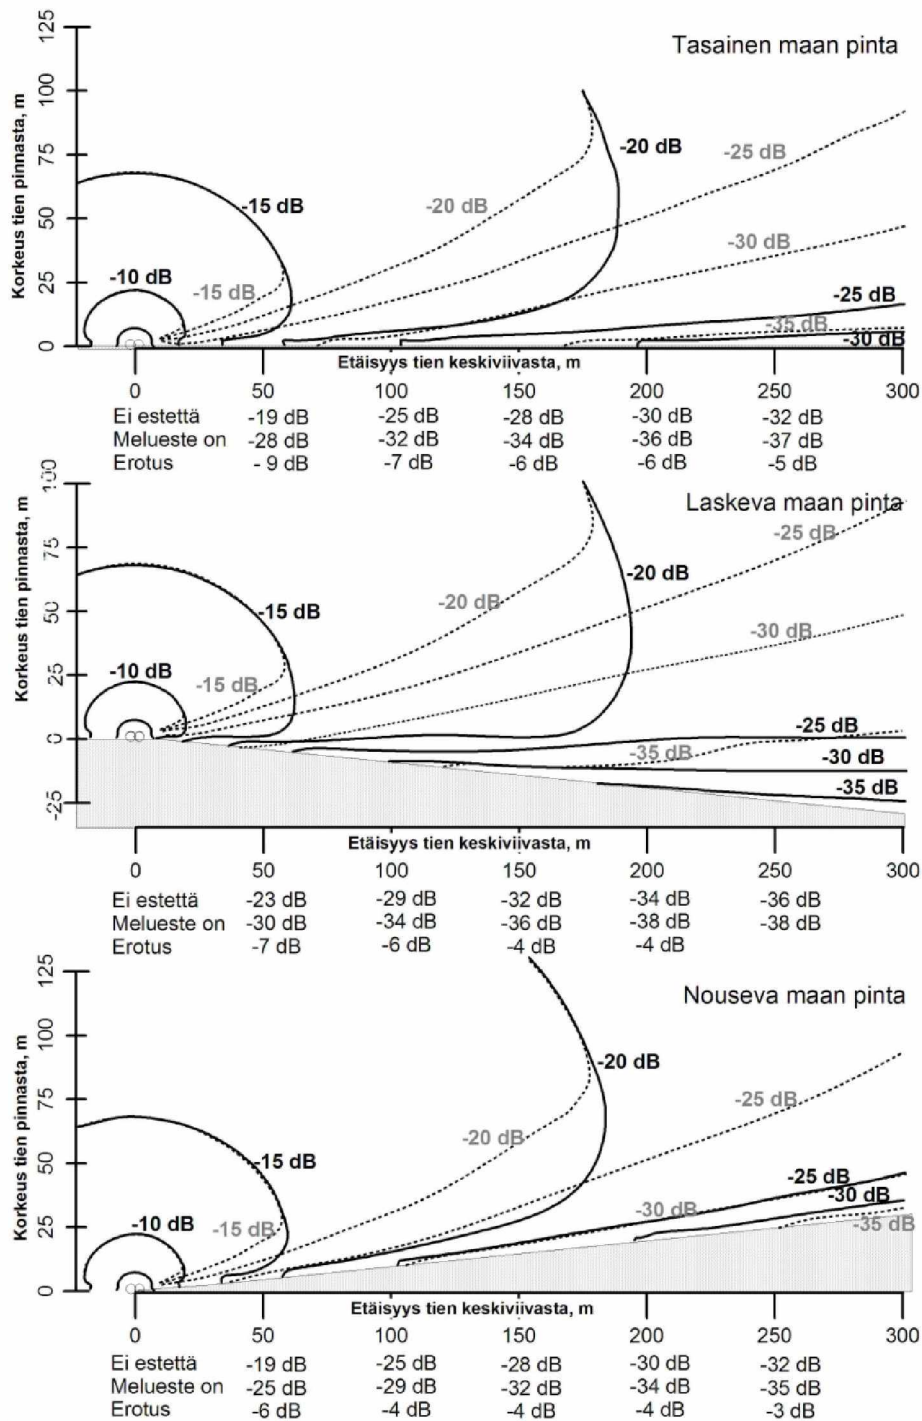 Tasainen maan pinta
Korkeus tien pinnasta, m
125
100
75
50
25
0
-10 dB
-15 dB
-15 dB
-20 dB
-20 dB
-25 dB
-30 dB
-25 dB
-35 dB
-30 dB
Etäisyys tien keskiviivasta, m
0 50 100 150 200 250 300
Ei estettä -19 dB -25 dB -28 dB -30 dB -32 dB
Melueste on -28 dB -32 dB -34 dB -36 dB -37 dB
Erotus - 9 dB -7 dB -6 dB -6 dB -5 dB
Laskeva maan pinta
Korkeus tien pinnasta, m
100
75
50
25
0
-25
-10 dB
-15 dB
-15 dB
-20 dB
-20 dB
-25 dB
-30 dB
-25 dB
-35 dB
-30 dB
-35 dB
Etäisyys tien keskiviivasta, m
0 50 100 150 200 250 300
Ei estettä -23 dB -29 dB -32 dB -34 dB -36 dB
Melueste on -30 dB -34 dB -36 dB -38 dB -38 dB
Erotus -7 dB -6 dB -4 dB -4 dB
Nouseva maan pinta
Korkeus tien pinnasta, m
125
100
75
50
25
0
-10 dB
-15 dB
-15 dB
-20 dB
-20 dB
-25 dB
-25 dB
-30 dB
-30 dB
-35 dB
Etäisyys tien keskiviivasta, m
0 50 100 150 200 250 300
Ei estettä -19 dB -25 dB -28 dB -30 dB -32 dB
Melueste on -25 dB -29 dB -32 dB -34 dB -35 dB
Erotus -6 dB -4 dB -4 dB -4 dB -3 dB